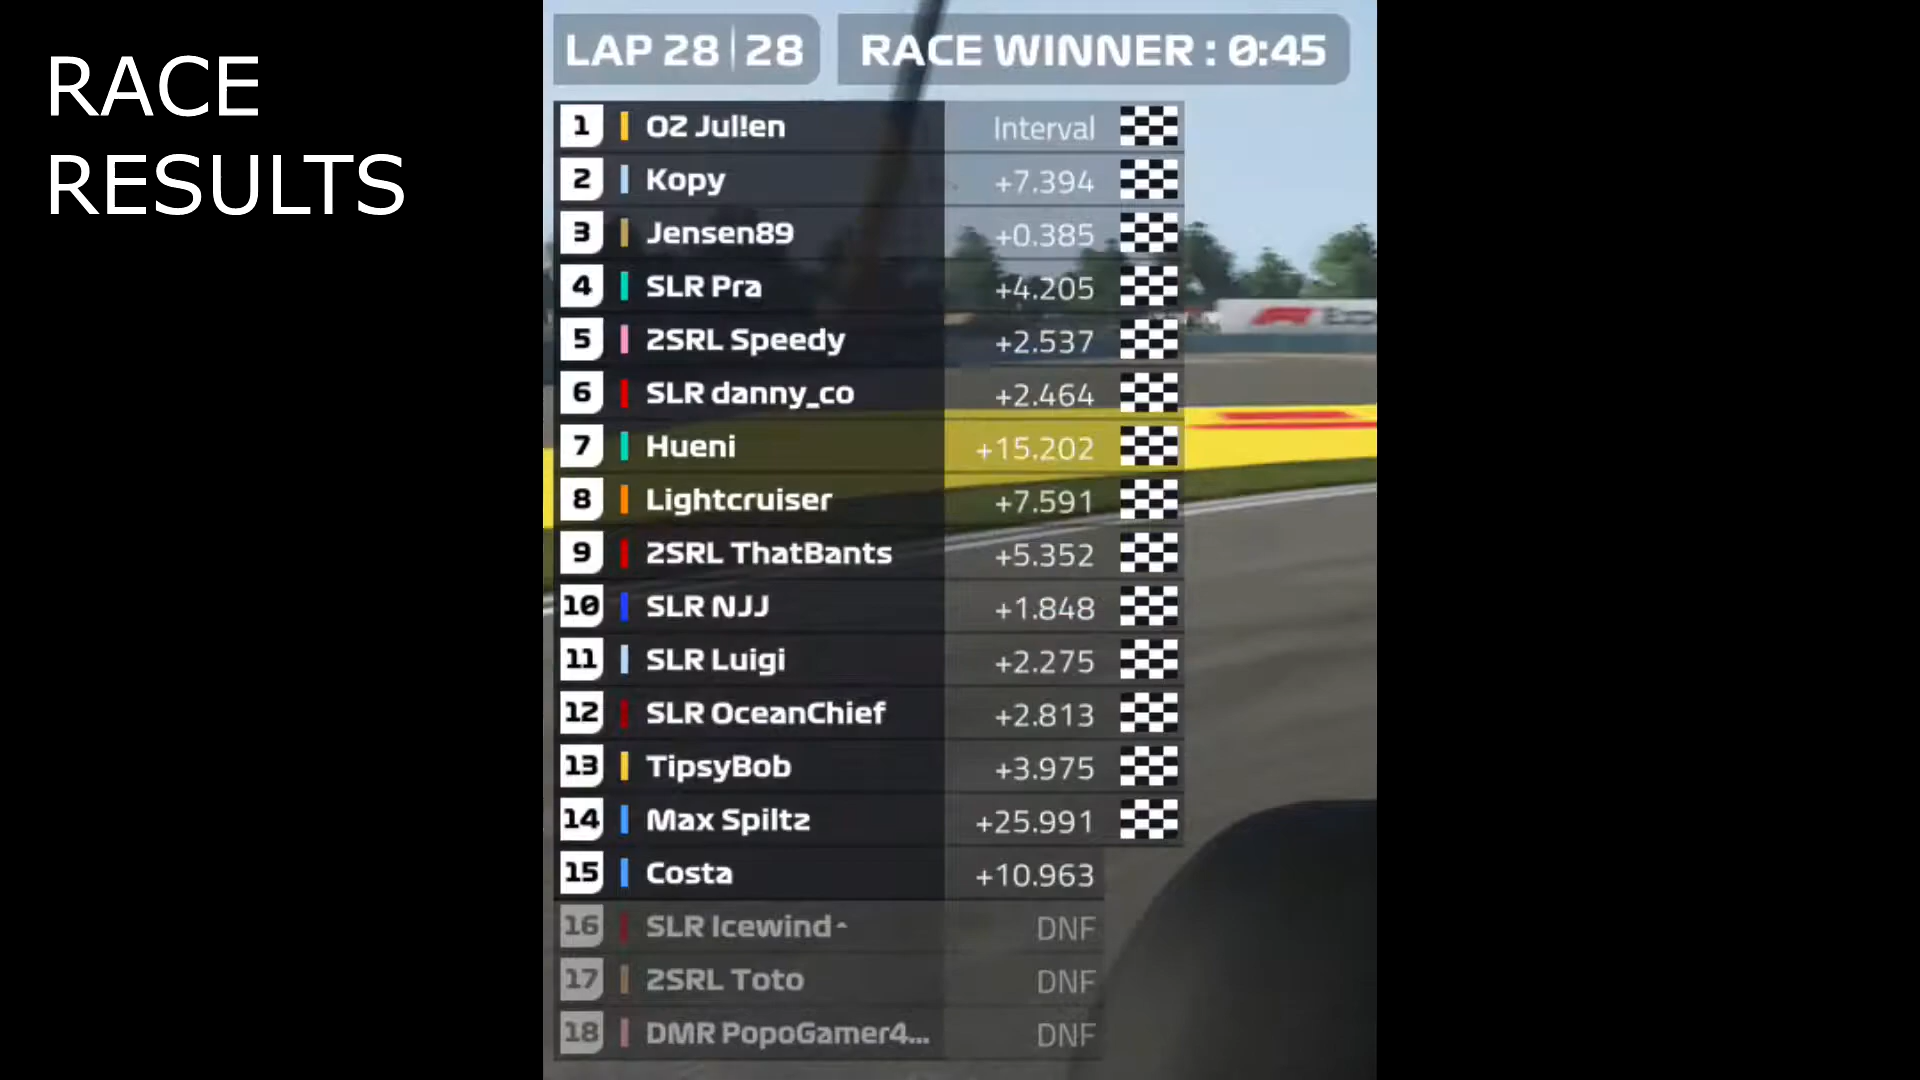 RACE
RESULTS
LAP 28 | 28 RACE WINNER : 0:45
1 OZ Jul!en Interval
2 Kopy +7.394
3 Jensen89 +0.385
4 SLR Pra +4.205
5 2SRL Speedy +2.537
6 SLR danny_co +2.464
7 Hueni +15.202
8 Lightcruiser +7.591
9 2SRL ThatBants +5.352
10 SLR NJJ +1.848
11 SLR Luigi +2.275
12 SLR OceanChief +2.813
13 TipsyBob +3.975
14 Max Spiltz +25.991
15 Costa +10.963
16 SLR Icewind^ DNF
17 2SRL Toto DNF
18 DMR PopoGamer4... DNF